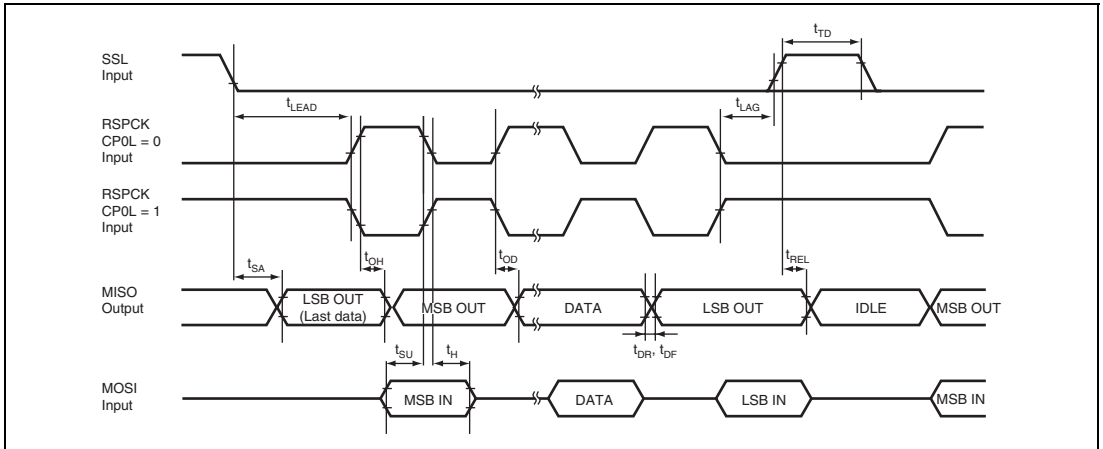 SSL
Input
tTD
tLEAD
tLAG
RSPCK
CP0L = 0
Input
RSPCK
CP0L = 1
Input
tSA
tOH
tOD
tREL
MISO
Output
LSB OUT
(Last data)
MSB OUT
DATA
LSB OUT
IDLE
MSB OUT
tSU
tH
tDR, tDF
MOSI
Input
MSB IN
DATA
LSB IN
MSB IN